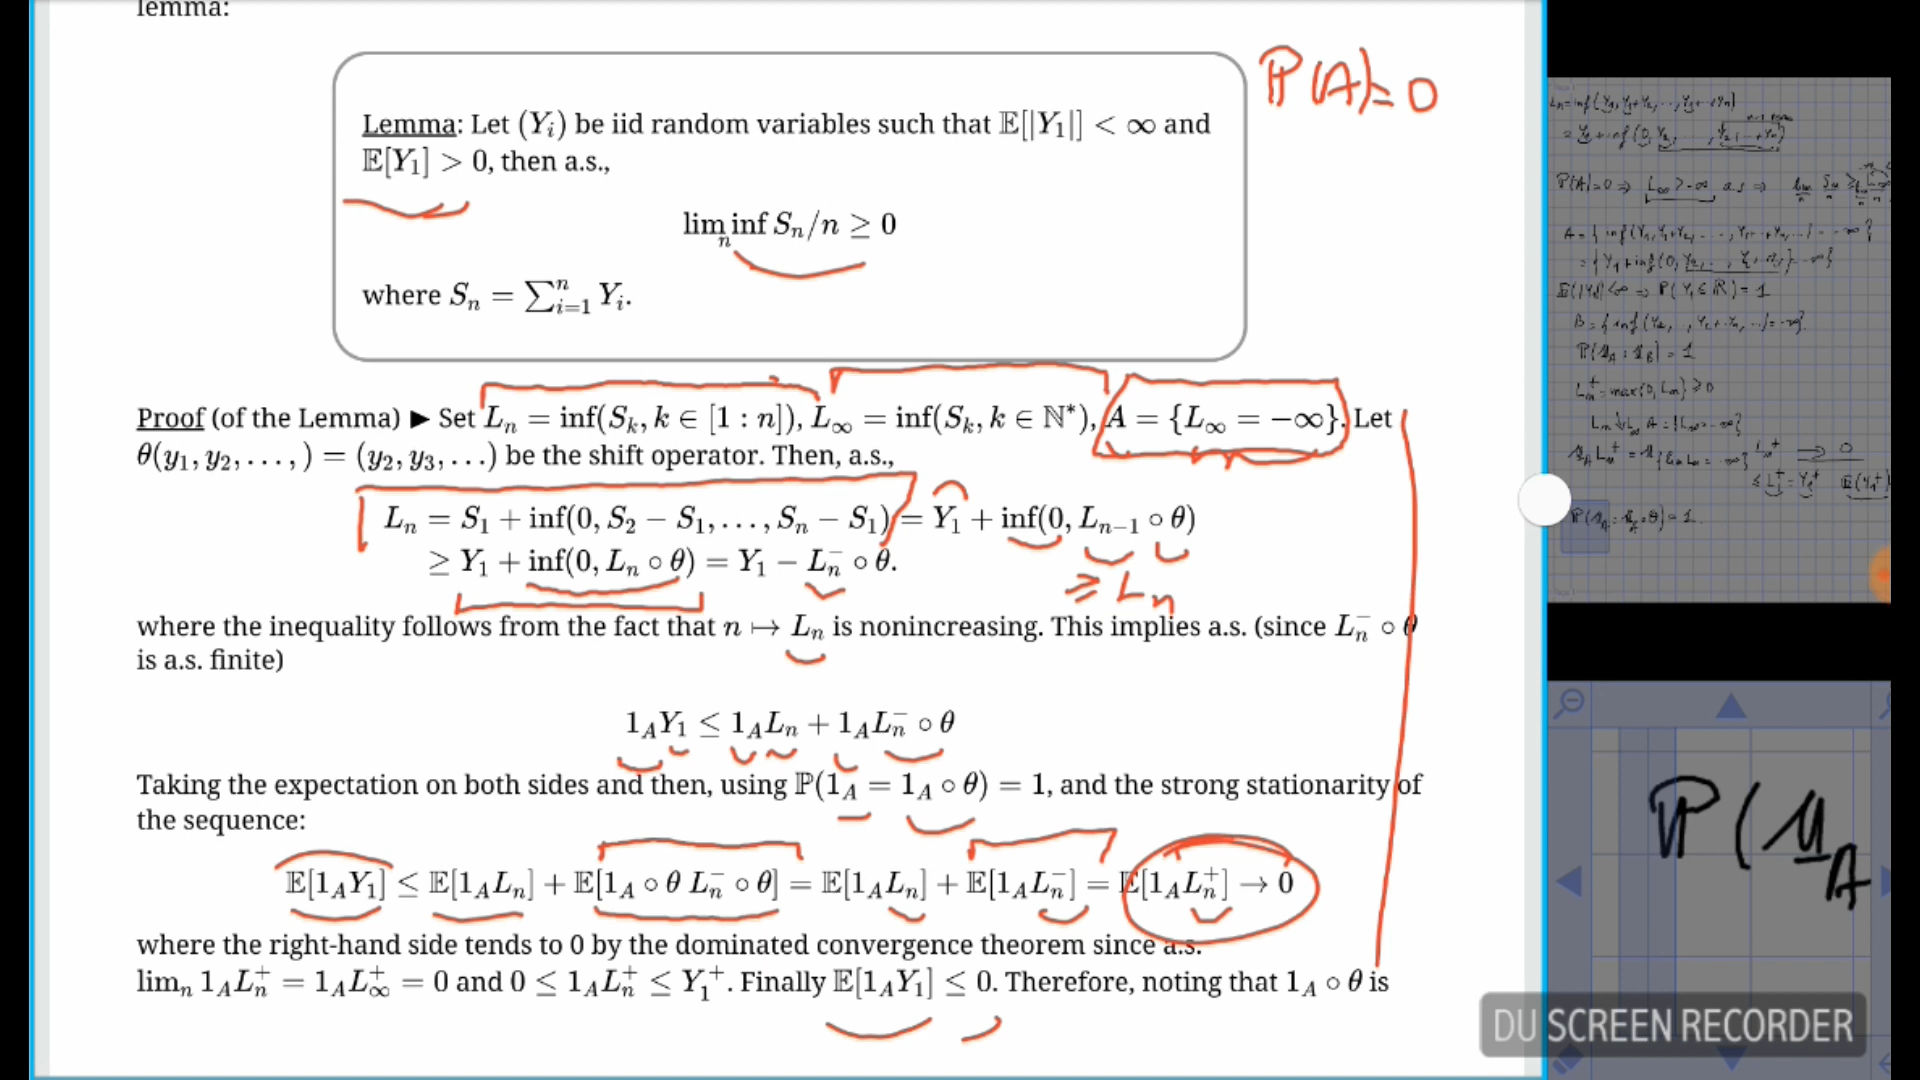 lemma:
ℙ(A)=0
Lemma: Let (Y_i) be iid random variables such that 𝔼[|Y_1|] < ∞ and
𝔼[Y_1] > 0, then a.s.,
lim inf_n S_n/n ≥ 0
where S_n = ∑_{i=1}^n Y_i.
Proof (of the Lemma) ▶ Set L_n = inf(S_k, k ∈ [1 : n]), L_∞ = inf(S_k, k ∈ ℕ*), A = {L_∞ = −∞}. Let
θ(y_1, y_2, …, ) = (y_2, y_3, …) be the shift operator. Then, a.s.,
L_n = S_1 + inf(0, S_2 − S_1, …, S_n − S_1) = Y_1 + inf(0, L_{n−1} ∘ θ)
≥ Y_1 + inf(0, L_n ∘ θ) = Y_1 − L_n^− ∘ θ.
≥ L_n
where the inequality follows from the fact that n ↦ L_n is nonincreasing. This implies a.s. (since L_n^− ∘ θ
is a.s. finite)
1_A Y_1 ≤ 1_A L_n + 1_A L_n^− ∘ θ
Taking the expectation on both sides and then, using ℙ(1_A = 1_A ∘ θ) = 1, and the strong stationarity of
the sequence:
𝔼[1_A Y_1] ≤ 𝔼[1_A L_n] + 𝔼[1_A ∘ θ L_n^− ∘ θ] = 𝔼[1_A L_n] + 𝔼[1_A L_n^−] = 𝔼[1_A L_n^+] → 0
where the right-hand side tends to 0 by the dominated convergence theorem since a.s.
lim_n 1_A L_n^+ = 1_A L_∞^+ = 0 and 0 ≤ 1_A L_n^+ ≤ Y_1^+. Finally 𝔼[1_A Y_1] ≤ 0. Therefore, noting that 1_A ∘ θ is
ℙ(1_A
DU SCREEN RECORDER